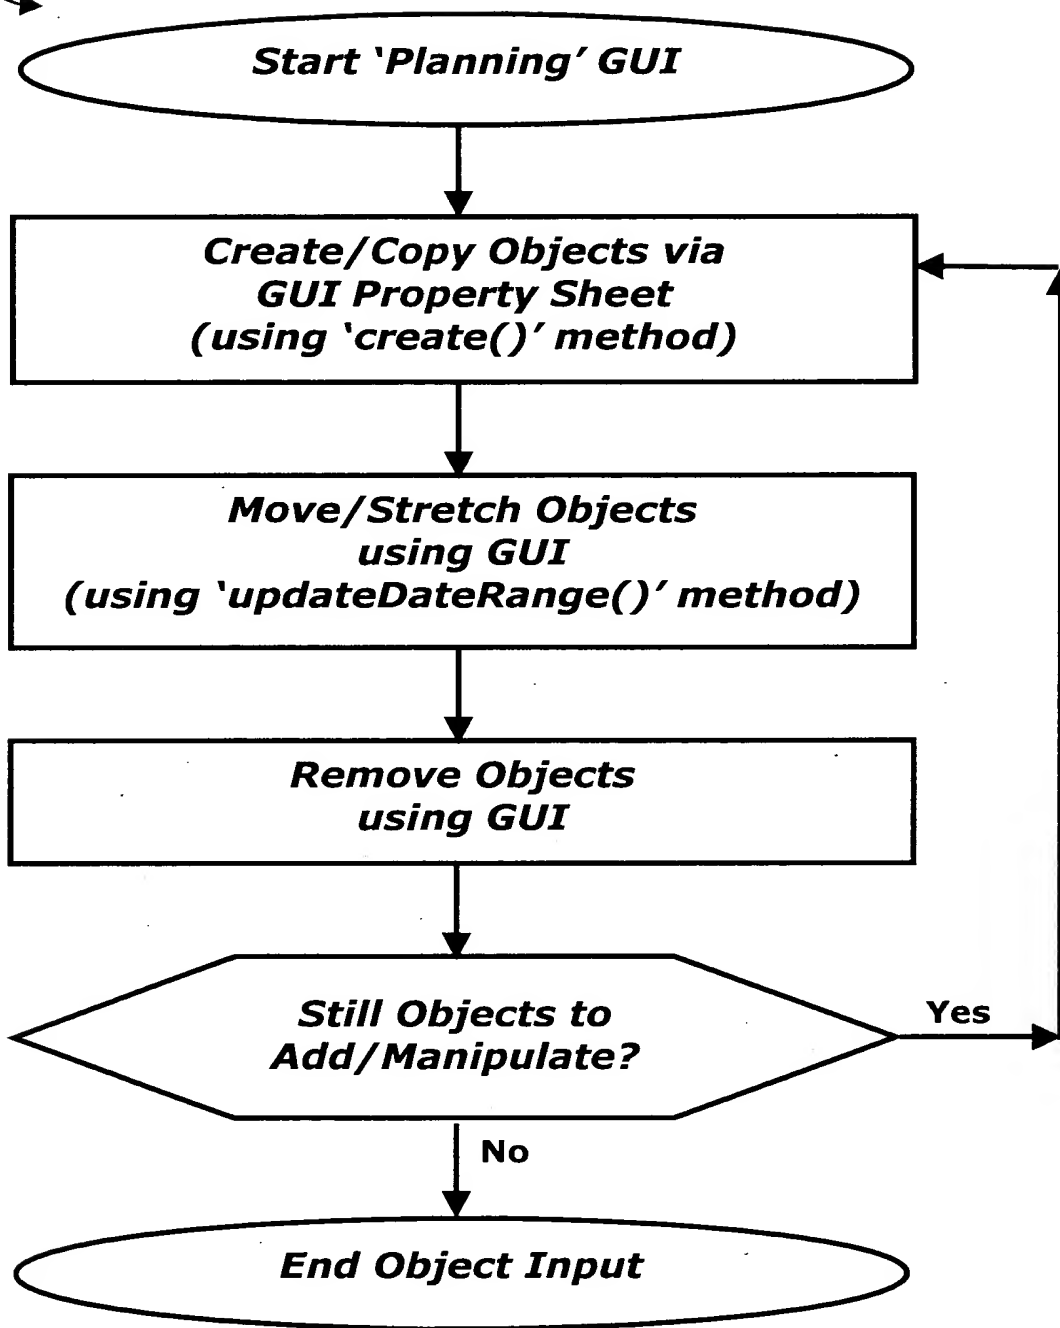 Start ‘Planning’ GUI
Create/Copy Objects via
GUI Property Sheet
(using ‘create()’ method)
Move/Stretch Objects
using GUI
(using ‘updateDateRange()’ method)
Remove Objects
using GUI
Still Objects to
Add/Manipulate?
Yes
No
End Object Input